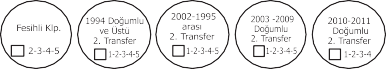 Fesihli Klp.
2-3-4-5
1994 Doğumlu
ve Üstü
2. Transfer
1-2-3-4-5
2002-1995
arası
2. Transfer
1-2-3-4-5
2003 -2009
Doğumlu
2. Transfer
1-2-3-4-5
2010-2011
Doğumlu
2. Transfer
1-2-3-4